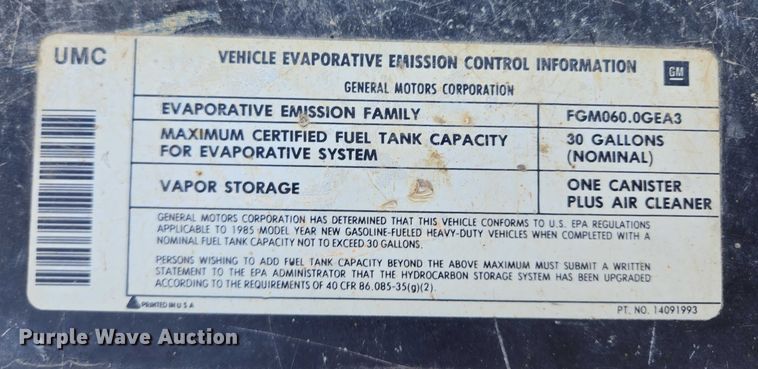 UMC
VEHICLE EVAPORATIVE EMISSION CONTROL INFORMATION
GM
GENERAL MOTORS CORPORATION
EVAPORATIVE EMISSION FAMILY FGM060.0GEA3
MAXIMUM CERTIFIED FUEL TANK CAPACITY 30 GALLONS
FOR EVAPORATIVE SYSTEM (NOMINAL)
VAPOR STORAGE ONE CANISTER
PLUS AIR CLEANER
GENERAL MOTORS CORPORATION HAS DETERMINED THAT THIS VEHICLE CONFORMS TO U.S. EPA REGULATIONS
APPLICABLE TO 1985 MODEL YEAR NEW GASOLINE-FUELED HEAVY-DUTY VEHICLES WHEN COMPLETED WITH A
NOMINAL FUEL TANK CAPACITY NOT TO EXCEED 30 GALLONS.
PERSONS WISHING TO ADD FUEL TANK CAPACITY BEYOND THE ABOVE MAXIMUM MUST SUBMIT A WRITTEN
STATEMENT TO THE EPA ADMINISTRATOR THAT THE HYDROCARBON STORAGE SYSTEM HAS BEEN UPGRADED
ACCORDING TO THE REQUIREMENTS OF 40 CFR 86.085-35(g)(2).
PRINTED IN U S A
PT. NO. 14091993
Purple Wave Auction